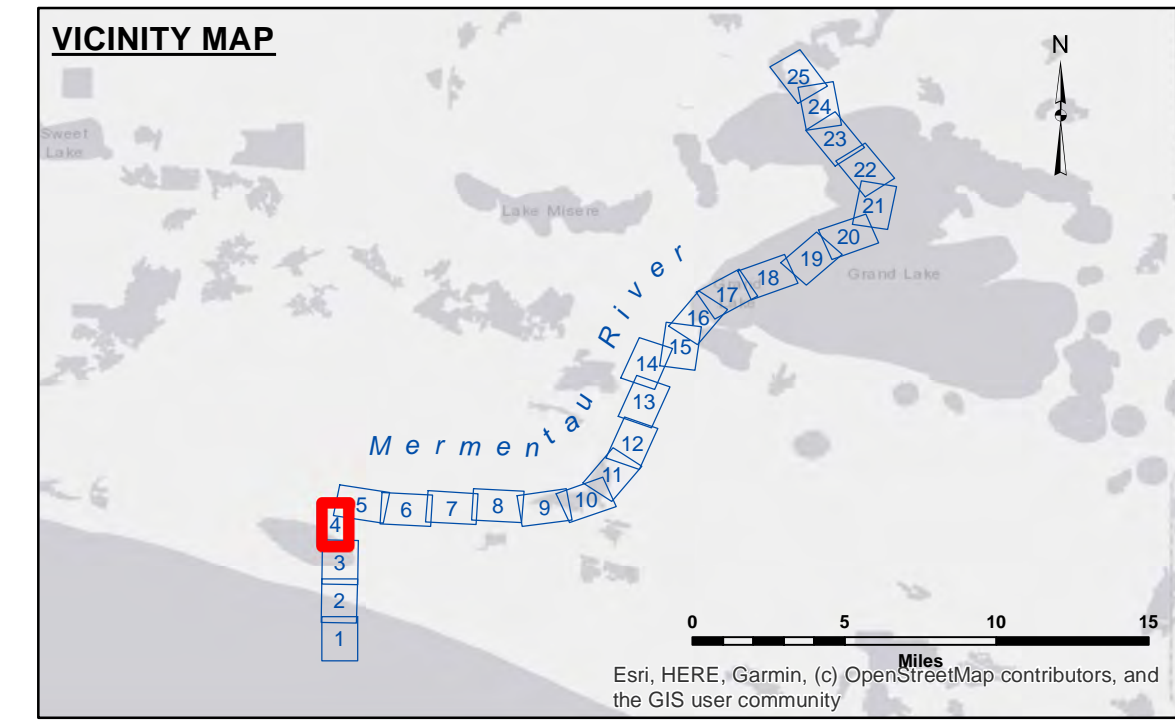 VICINITY MAP
N
25
24
23
22
21
20
19
18
17
16
15
14
13
12
11
10
9
8
7
6
5
4
3
2
1
Sweet
Lake
Lake Misere
Grand Lake
Mermentau River
0 5 10 15
Miles
Esri, HERE, Garmin, (c) OpenStreetMap contributors, and
the GIS user community